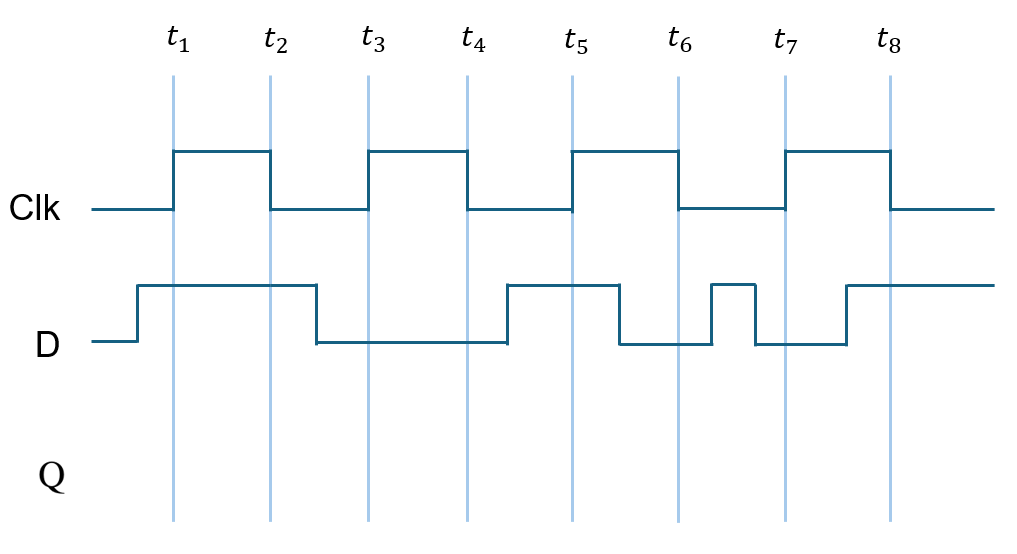 t₁ t₂ t₃ t₄ t₅ t₆ t₇ t₈
Clk
D
Q